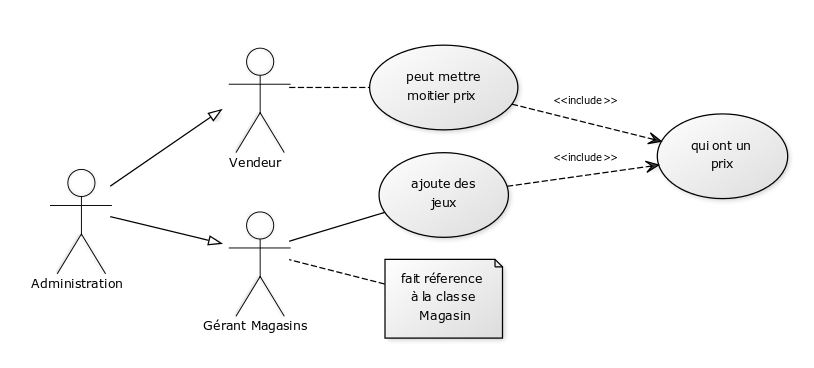 peut mettre
moitier prix
<<include>>
Vendeur
qui ont un
prix
<<include>>
ajoute des
jeux
Administration
Gérant Magasins
fait réference
à la classe
Magasin